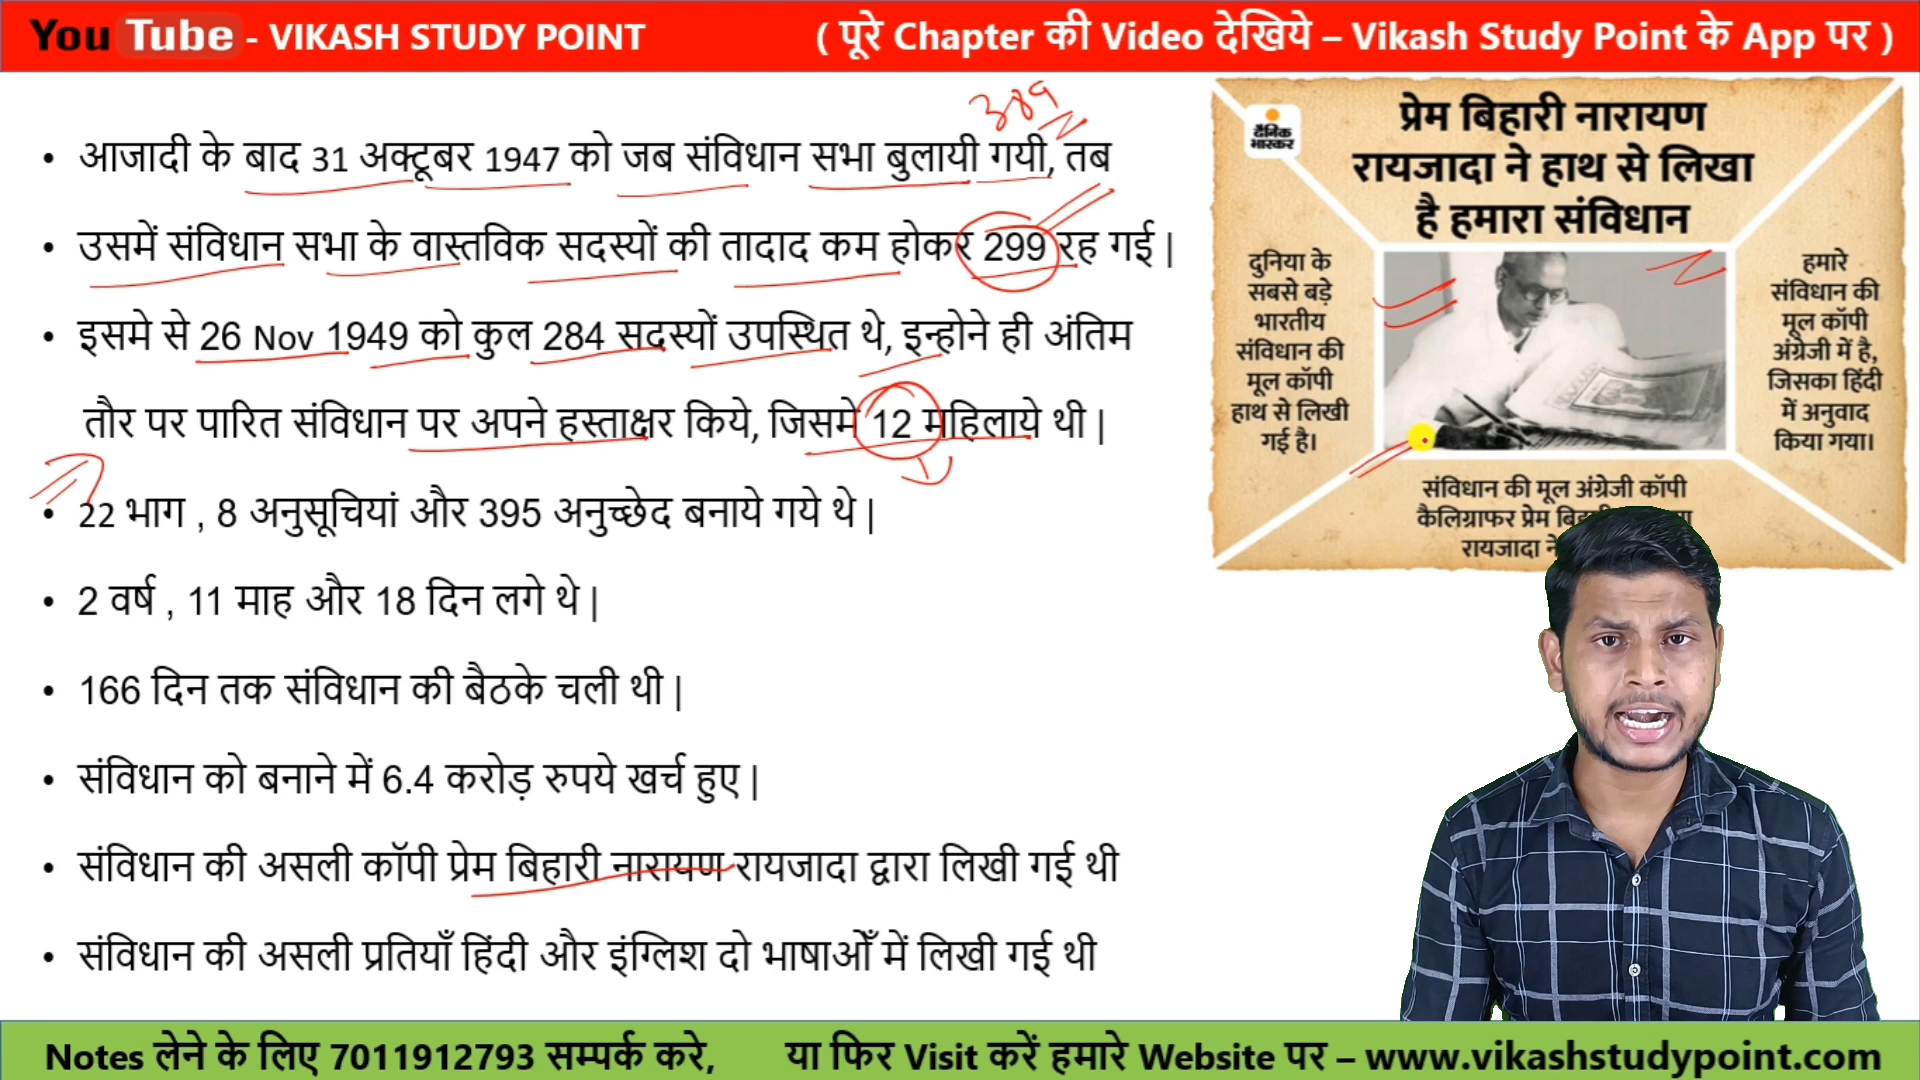 You Tube - VIKASH STUDY POINT
( पूरे Chapter की Video देखिये – Vikash Study Point के App पर )
389
• आजादी के बाद 31 अक्टूबर 1947 को जब संविधान सभा बुलायी गयी, तब
• उसमें संविधान सभा के वास्तविक सदस्यों की तादाद कम होकर 299 रह गई |
• इसमे से 26 Nov 1949 को कुल 284 सदस्यों उपस्थित थे, इन्होने ही अंतिम
तौर पर पारित संविधान पर अपने हस्ताक्षर किये, जिसमे 12 महिलाये थी |
• 22 भाग , 8 अनुसूचियां और 395 अनुच्छेद बनाये गये थे |
• 2 वर्ष , 11 माह और 18 दिन लगे थे |
• 166 दिन तक संविधान की बैठके चली थी |
• संविधान को बनाने में 6.4 करोड़ रुपये खर्च हुए |
• संविधान की असली कॉपी प्रेम बिहारी नारायण रायजादा द्वारा लिखी गई थी
• संविधान की असली प्रतियाँ हिंदी और इंग्लिश दो भाषाओँ में लिखी गई थी
दैनिक
भास्कर
प्रेम बिहारी नारायण
रायजादा ने हाथ से लिखा
है हमारा संविधान
दुनिया के
सबसे बड़े
भारतीय
संविधान की
मूल कॉपी
हाथ से लिखी
गई है।
हमारे
संविधान की
मूल कॉपी
अंग्रेजी में है,
जिसका हिंदी
में अनुवाद
किया गया।
संविधान की मूल अंग्रेजी कॉपी
कैलिग्राफर प्रेम
रायजादा ने
Notes लेने के लिए 7011912793 सम्पर्क करे, या फिर Visit करें हमारे Website पर – www.vikashstudypoint.com